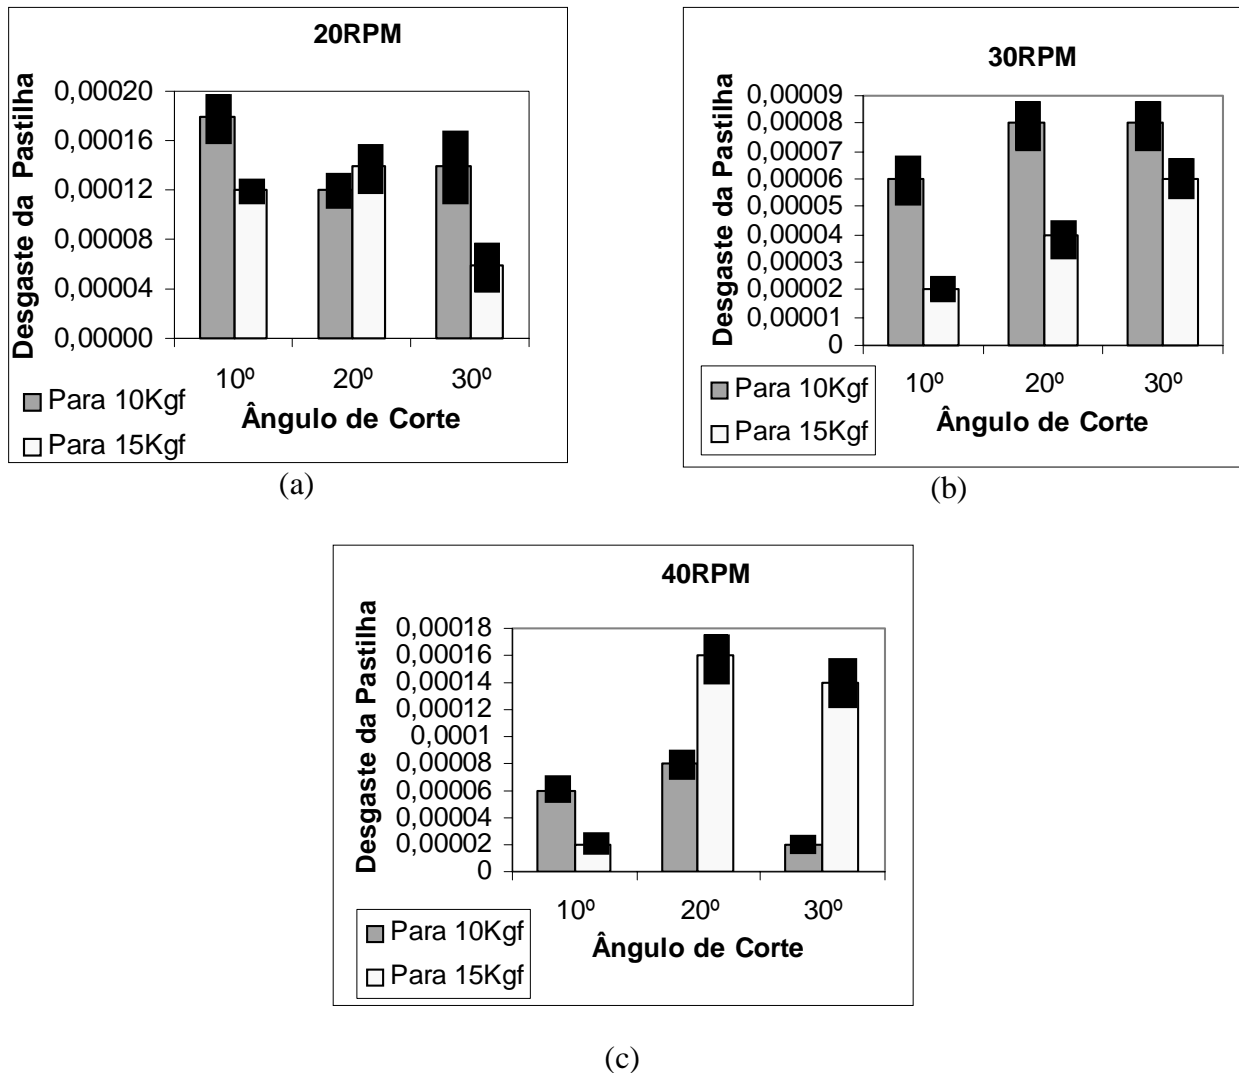 20RPM
Desgaste da Pastilha
0,00020
0,00016
0,00012
0,00008
0,00004
0,00000
10º 20º 30º
Ângulo de Corte
Para 10Kgf
Para 15Kgf
(a)
30RPM
Desgaste da Pastilha
0,00009
0,00008
0,00007
0,00006
0,00005
0,00004
0,00003
0,00002
0,00001
0
10º 20º 30º
Ângulo de Corte
Para 10Kgf
Para 15Kgf
(b)
40RPM
Desgaste da Pastilha
0,00018
0,00016
0,00014
0,00012
0,0001
0,00008
0,00006
0,00004
0,00002
0
10º 20º 30º
Ângulo de Corte
Para 10Kgf
Para 15Kgf
(c)